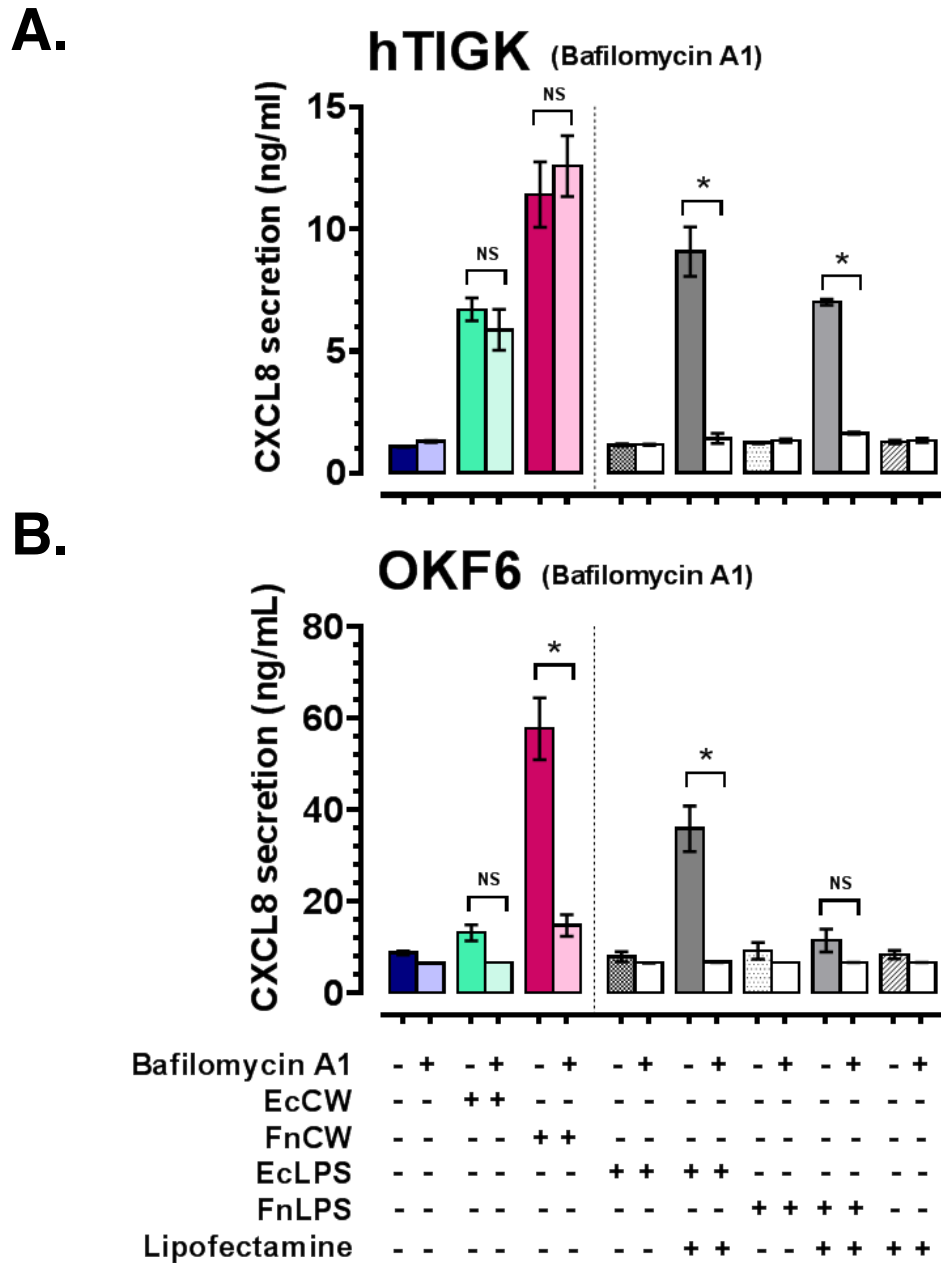 A.
hTIGK (Bafilomycin A1)
CXCL8 secretion (ng/ml)
15
10
5
0
NS
NS
*
*
B.
OKF6 (Bafilomycin A1)
CXCL8 secretion (ng/mL)
80
60
40
20
0
NS
*
*
NS
Bafilomycin A1 - + - + - + - + - + - + - + - +
EcCW - - + + - - - - - - - - - - - -
FnCW - - - - + + - - - - - - - - - -
EcLPS - - - - - - + + + + - - - - - -
FnLPS - - - - - - - - - - + + + + - -
Lipofectamine - - - - - - - - + + - - + + + +